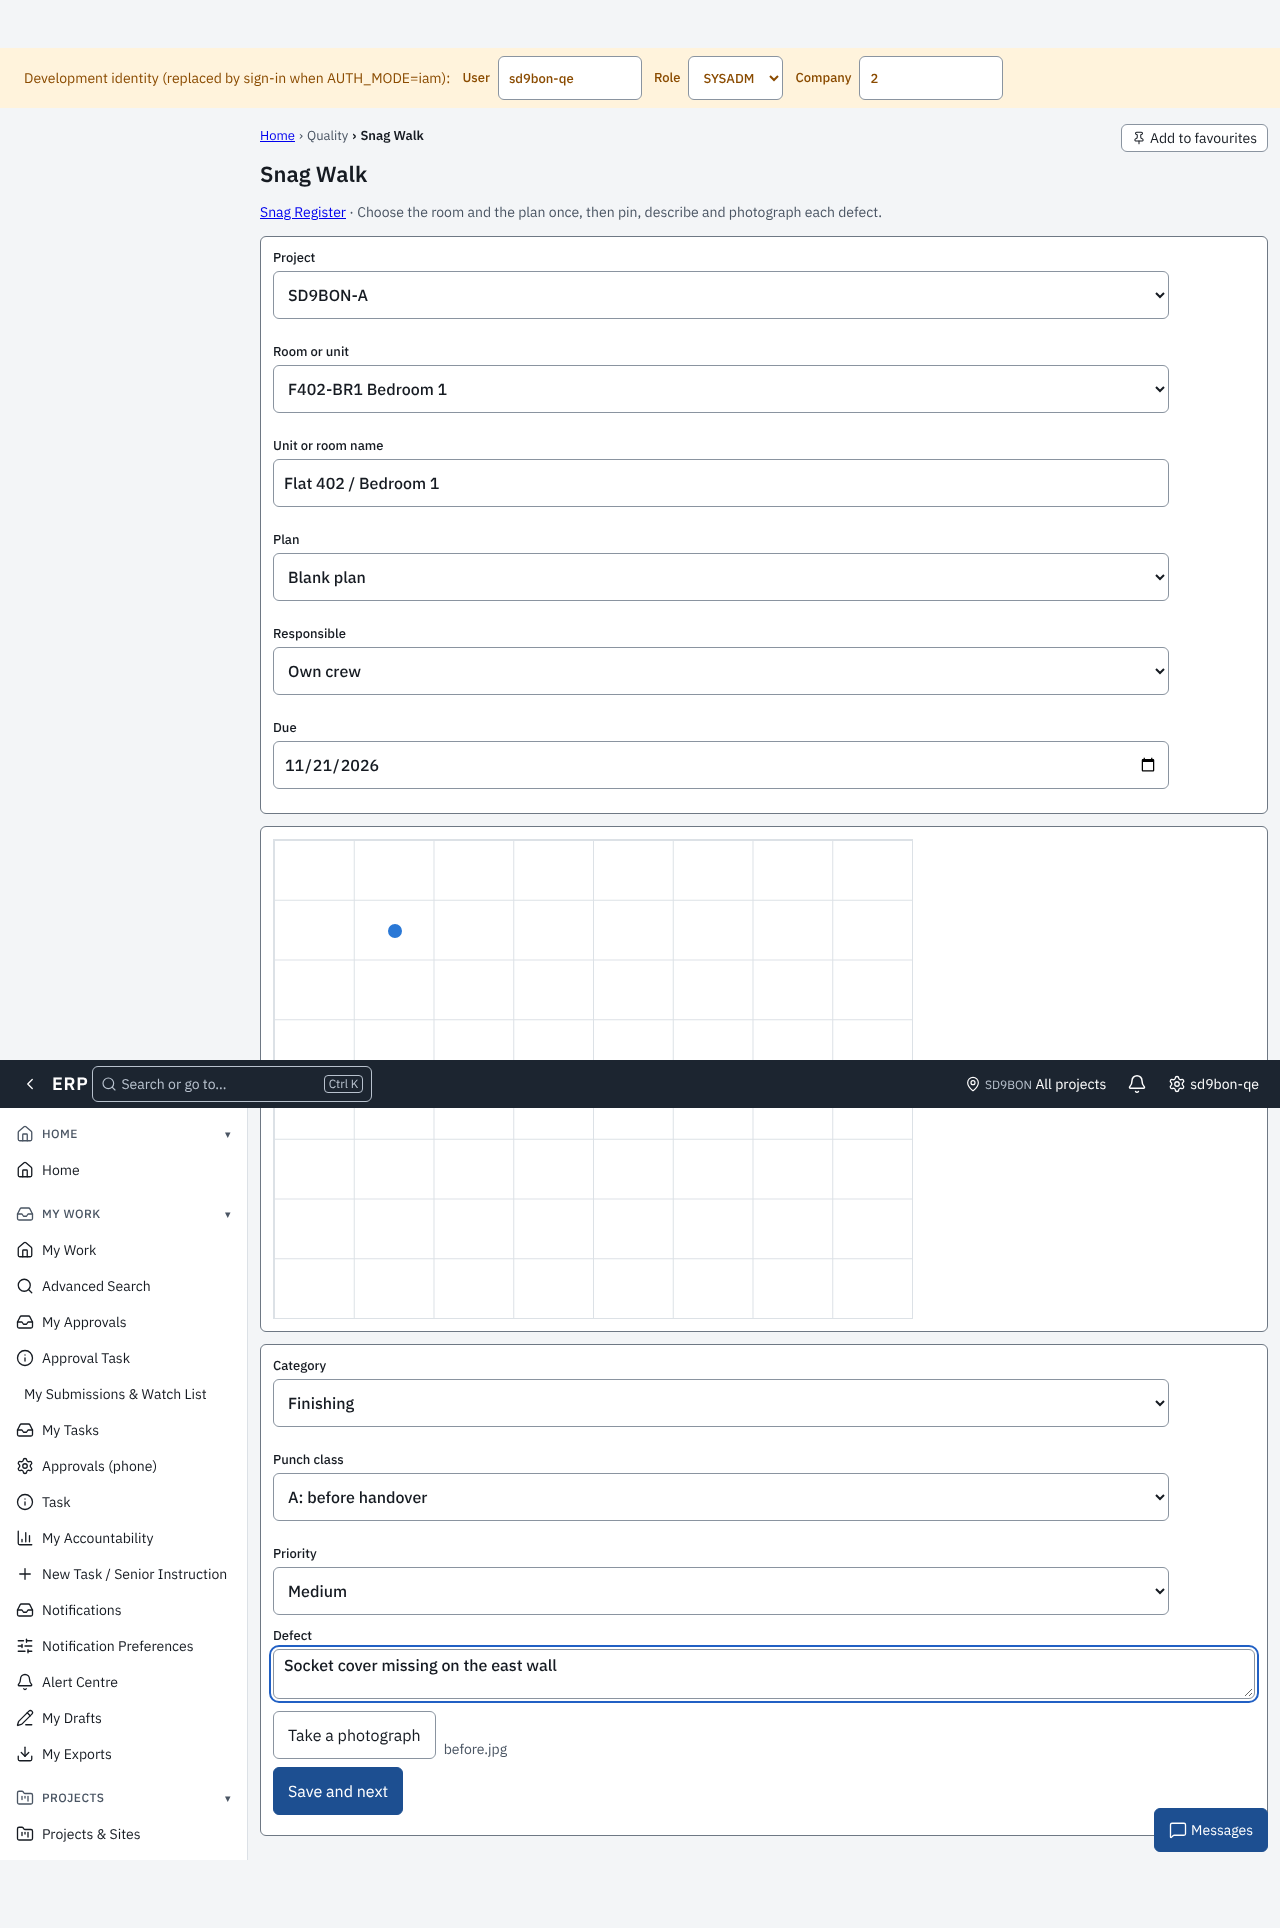 Development identity (replaced by sign-in when AUTH_MODE=iam): User sd9bon-qe Role SYSADM Company 2
Home › Quality › Snag Walk
Add to favourites
Snag Walk
Snag Register · Choose the room and the plan once, then pin, describe and photograph each defect.
Project
SD9BON-A
Room or unit
F402-BR1 Bedroom 1
Unit or room name
Flat 402 / Bedroom 1
Plan
Blank plan
Responsible
Own crew
Due
11/21/2026
ERP Search or go to... Ctrl K SD9BON All projects sd9bon-qe
HOME
Home
MY WORK
My Work
Advanced Search
My Approvals
Approval Task
My Submissions & Watch List
My Tasks
Approvals (phone)
Task
My Accountability
New Task / Senior Instruction
Notifications
Notification Preferences
Alert Centre
My Drafts
My Exports
PROJECTS
Projects & Sites
Category
Finishing
Punch class
A: before handover
Priority
Medium
Defect
Socket cover missing on the east wall
Take a photograph before.jpg
Save and next
Messages